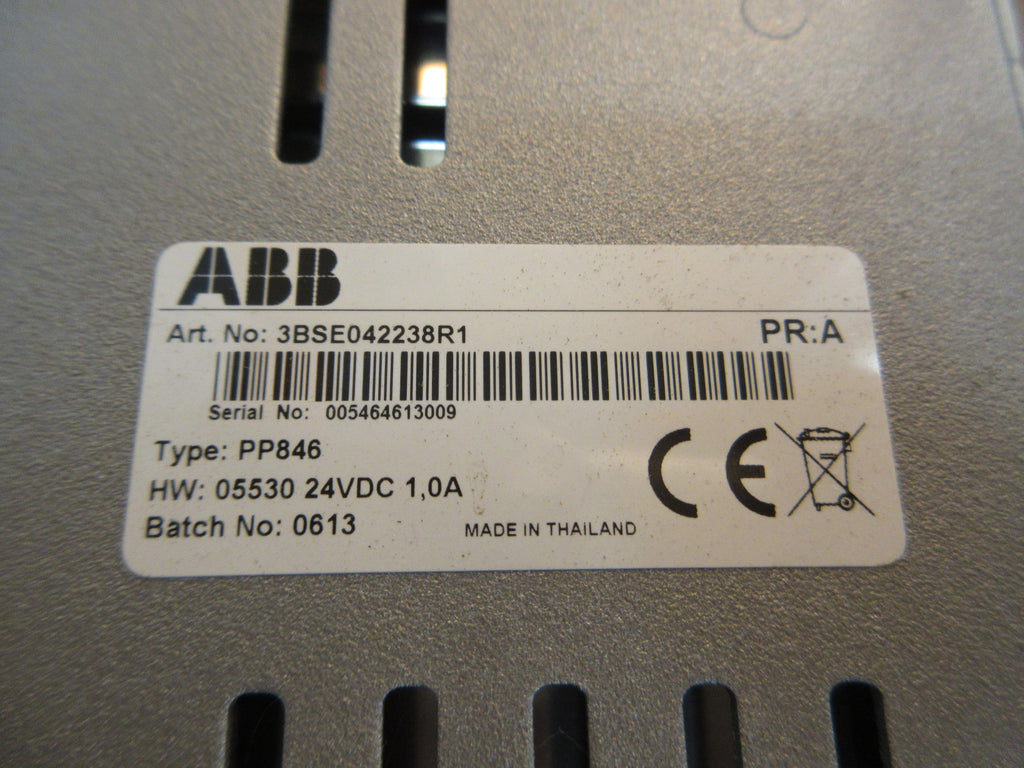 ABB
Art. No: 3BSE042238R1 PR:A
Serial No: 005464613009
Type: PP846
HW: 05530 24VDC 1,0A
Batch No: 0613
MADE IN THAILAND
CE